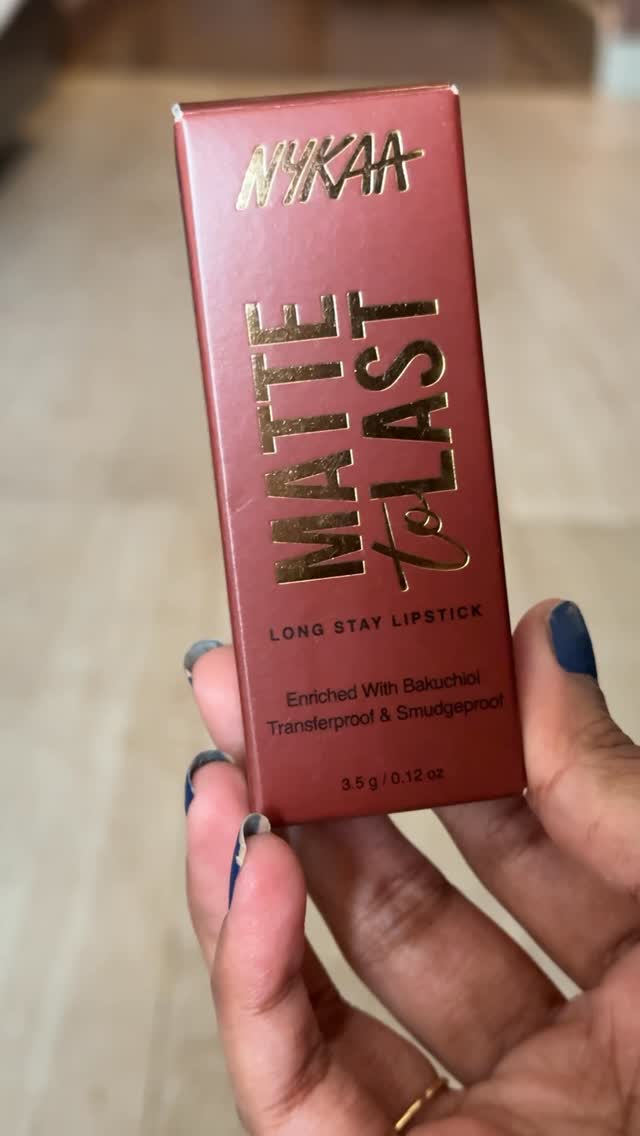 NYKAA
MATTE
to LAST
LONG STAY LIPSTICK
Enriched With Bakuchiol
Transferproof & Smudgeproof
3.5 g / 0.12 oz